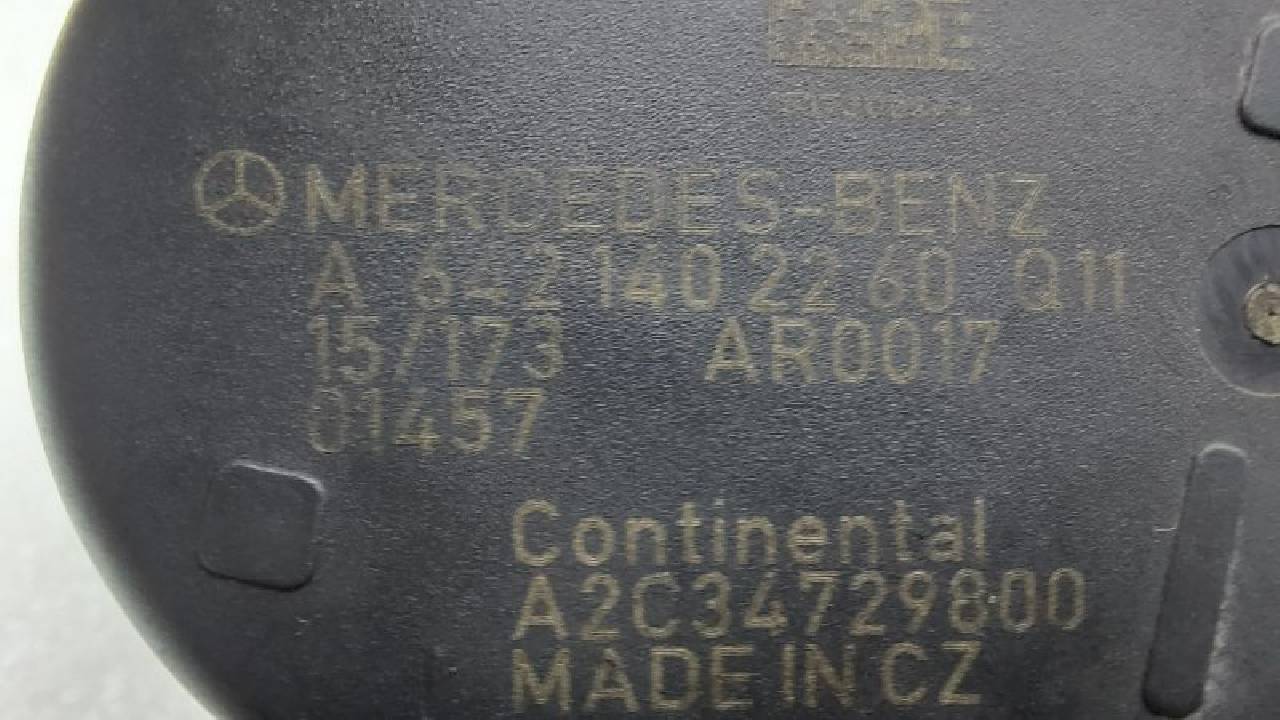 MERCEDES-BENZ
A 642 140 22 60 Q11
15/173 AR0017
01457
Continental
A2C34729800
MADE IN CZ